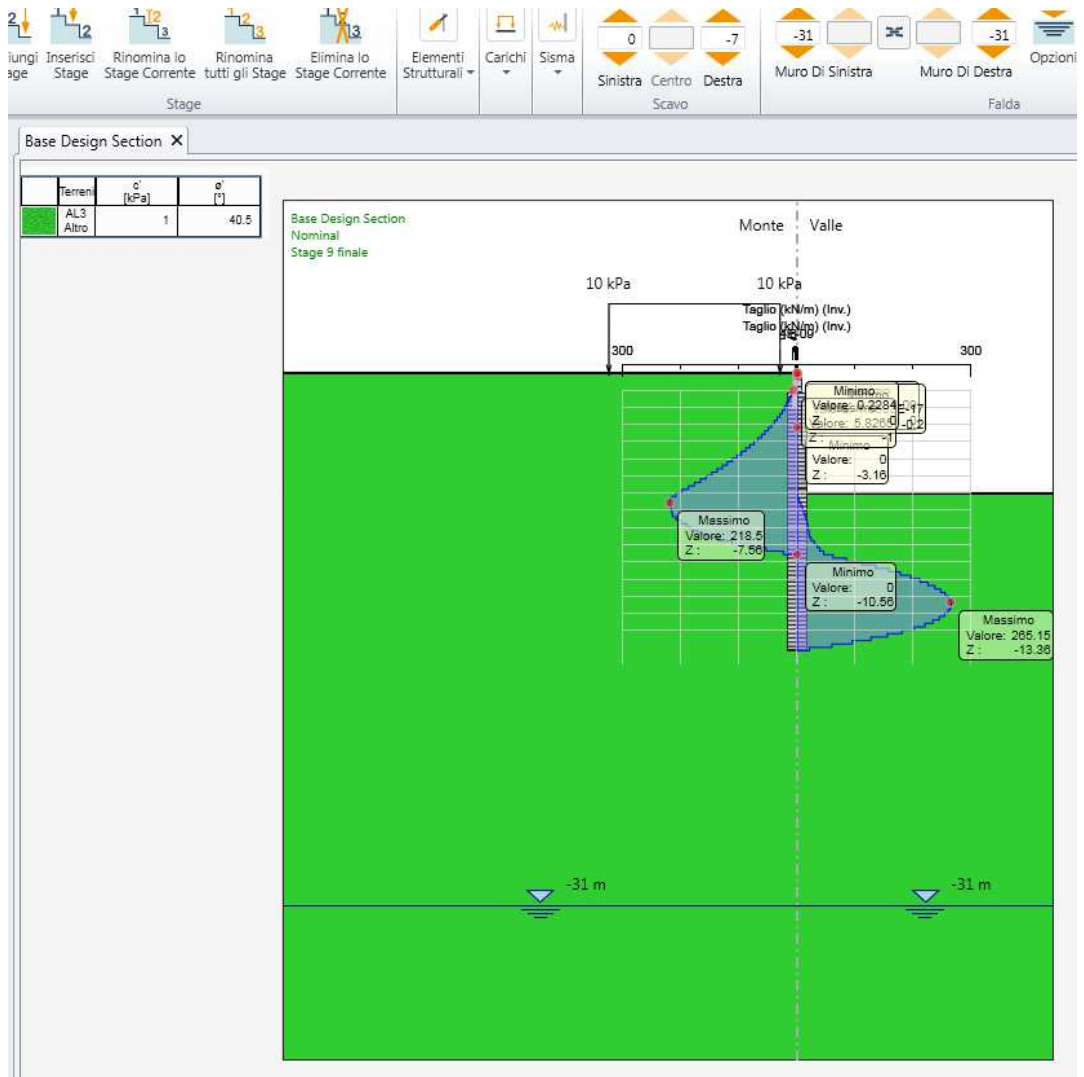 iungi
age
Inserisci
Stage
Rinomina lo
Stage Corrente
Rinomina
tutti gli Stage
Elimina lo
Stage Corrente
Stage
Elementi
Strutturali
Carichi
Sisma
0
-7
Sinistra Centro Destra
Scavo
-31
-31
Muro Di Sinistra
Muro Di Destra
Falda
Opzioni
Base Design Section X
Terreni c' [kPa] ø' [°]
AL3 Altro 1 40.5
Base Design Section
Nominal
Stage 9 finale
Monte Valle
10 kPa 10 kPa
Taglio (kN/m) (Inv.)
Taglio (kN/m) (Inv.)
300 300
Minimo
Valore: 0.2284
Z : 0
Valore: 5.826
Z : -1
Minimo
Valore: 0
Z : -3.16
Massimo
Valore: 218.5
Z : -7.56
Minimo
Valore: 0
Z : -10.56
Massimo
Valore: 265.15
Z : -13.36
-31 m -31 m